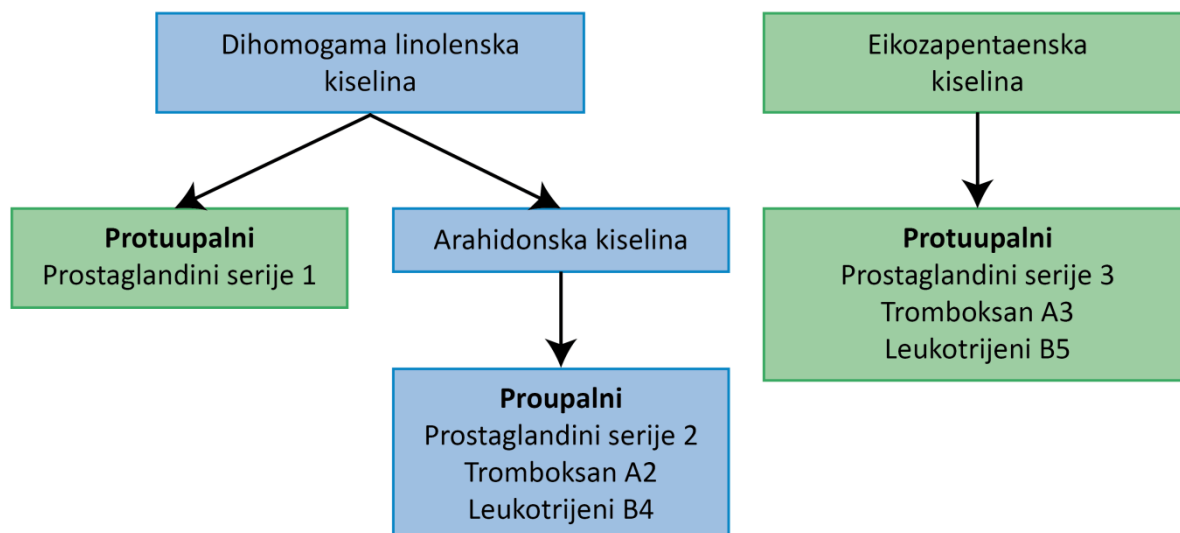 Dihomogama linolenska
kiselina
Eikozapentaenska
kiselina
Protuupalni
Prostaglandini serije 1
Arahidonska kiselina
Protuupalni
Prostaglandini serije 3
Tromboksan A3
Leukotrijeni B5
Proupalni
Prostaglandini serije 2
Tromboksan A2
Leukotrijeni B4